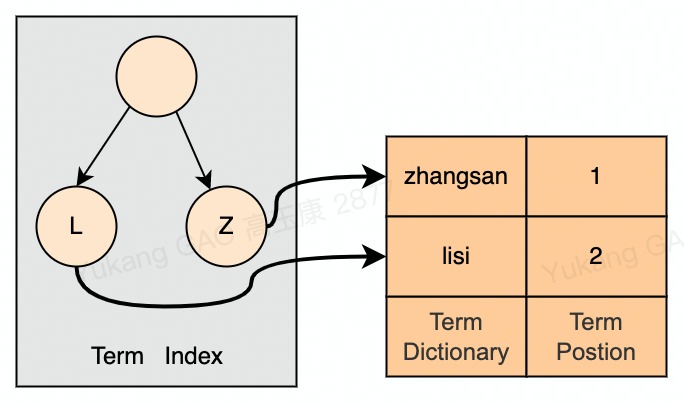 zhangsan 1
L Z
lisi 2
Term Index
Term Dictionary
Term Postion
Yukang GAO 高玉康 287
Yukang GA